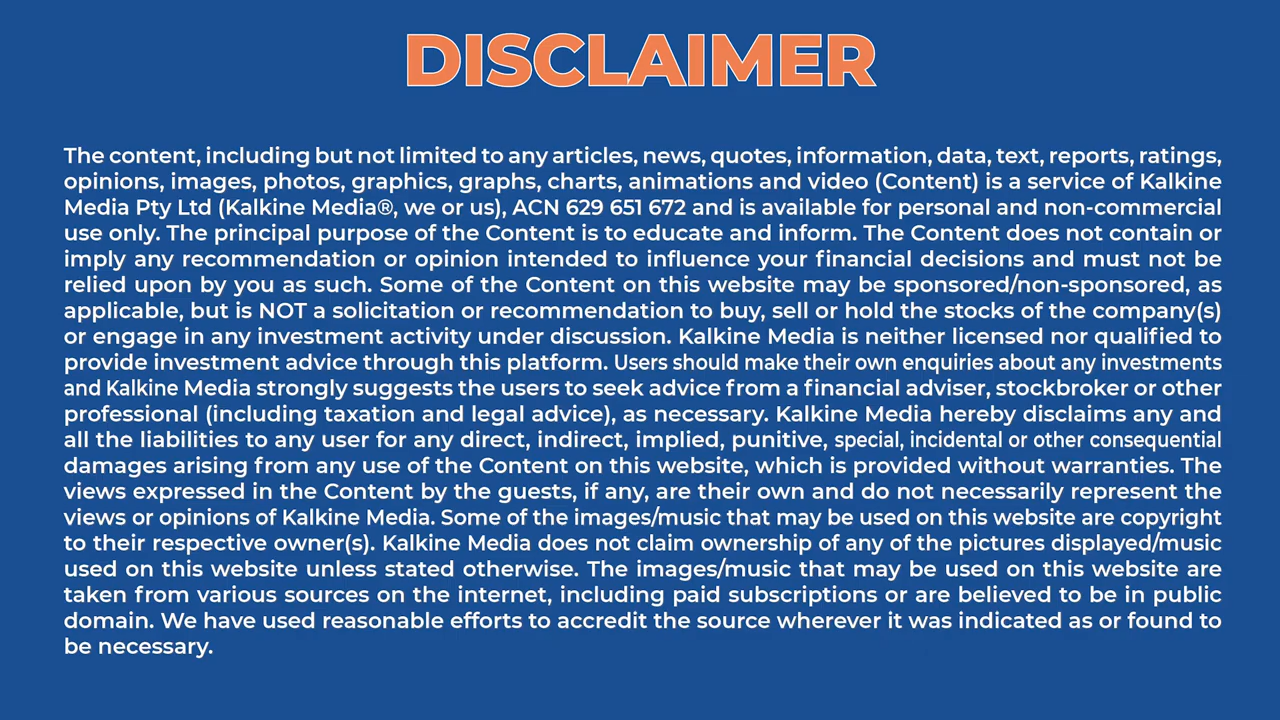 DISCLAIMER
The content, including but not limited to any articles, news, quotes, information, data, text, reports, ratings,
opinions, images, photos, graphics, graphs, charts, animations and video (Content) is a service of Kalkine
Media Pty Ltd (Kalkine Media®, we or us), ACN 629 651 672 and is available for personal and non-commercial
use only. The principal purpose of the Content is to educate and inform. The Content does not contain or
imply any recommendation or opinion intended to influence your financial decisions and must not be
relied upon by you as such. Some of the Content on this website may be sponsored/non-sponsored, as
applicable, but is NOT a solicitation or recommendation to buy, sell or hold the stocks of the company(s)
or engage in any investment activity under discussion. Kalkine Media is neither licensed nor qualified to
provide investment advice through this platform. Users should make their own enquiries about any investments
and Kalkine Media strongly suggests the users to seek advice from a financial adviser, stockbroker or other
professional (including taxation and legal advice), as necessary. Kalkine Media hereby disclaims any and
all the liabilities to any user for any direct, indirect, implied, punitive, special, incidental or other consequential
damages arising from any use of the Content on this website, which is provided without warranties. The
views expressed in the Content by the guests, if any, are their own and do not necessarily represent the
views or opinions of Kalkine Media. Some of the images/music that may be used on this website are copyright
to their respective owner(s). Kalkine Media does not claim ownership of any of the pictures displayed/music
used on this website unless stated otherwise. The images/music that may be used on this website are
taken from various sources on the internet, including paid subscriptions or are believed to be in public
domain. We have used reasonable efforts to accredit the source wherever it was indicated as or found to
be necessary.